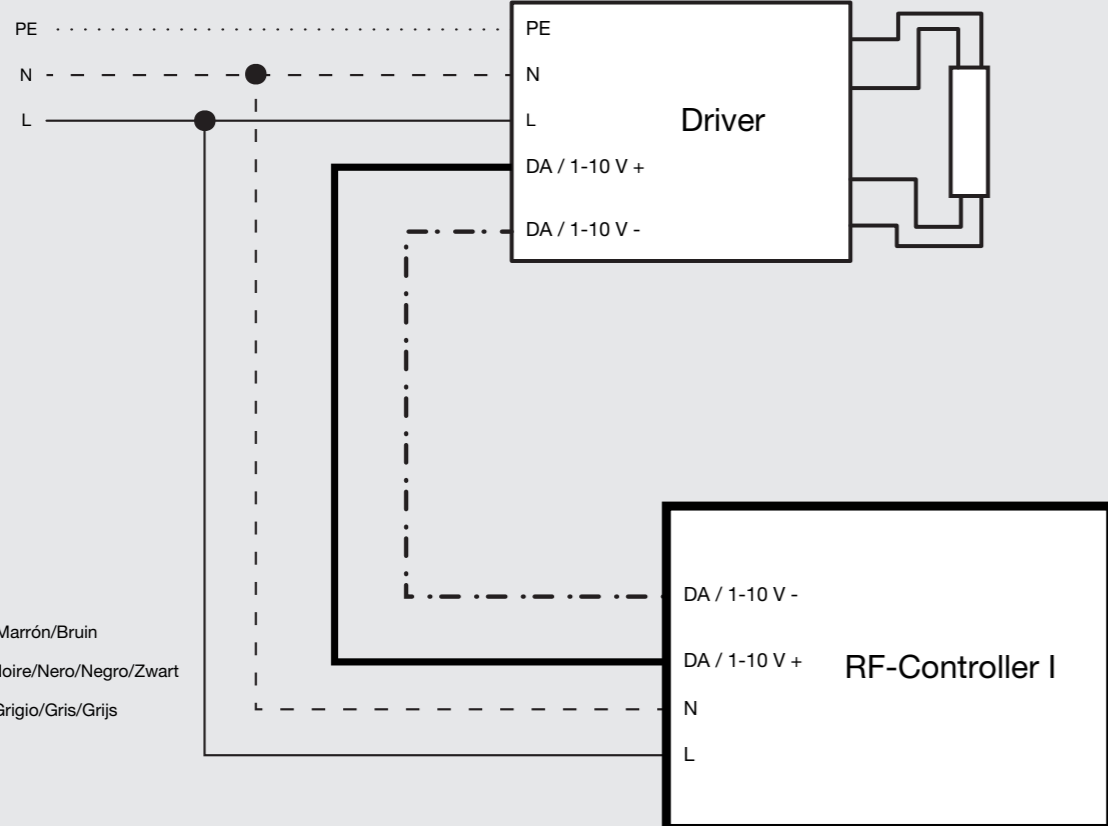 PE
N
L
PE
N
L
DA / 1-10 V +
DA / 1-10 V -
Driver
Marrón/Bruin
Noire/Nero/Negro/Zwart
Grigio/Gris/Grijs
DA / 1-10 V -
DA / 1-10 V +
N
L
RF-Controller I